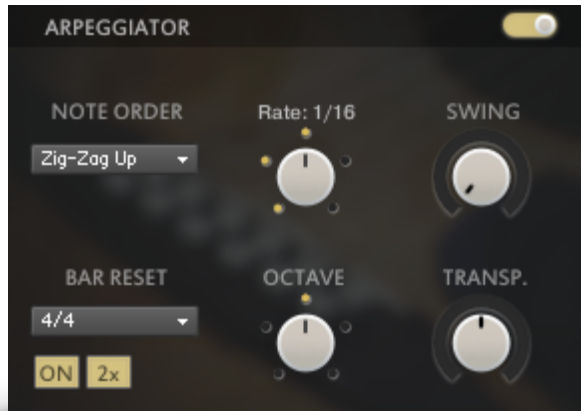 ARPEGGIATOR
NOTE ORDER
Rate: 1/16
SWING
Zig-Zag Up
BAR RESET
OCTAVE
TRANSP.
4/4
ON
2x